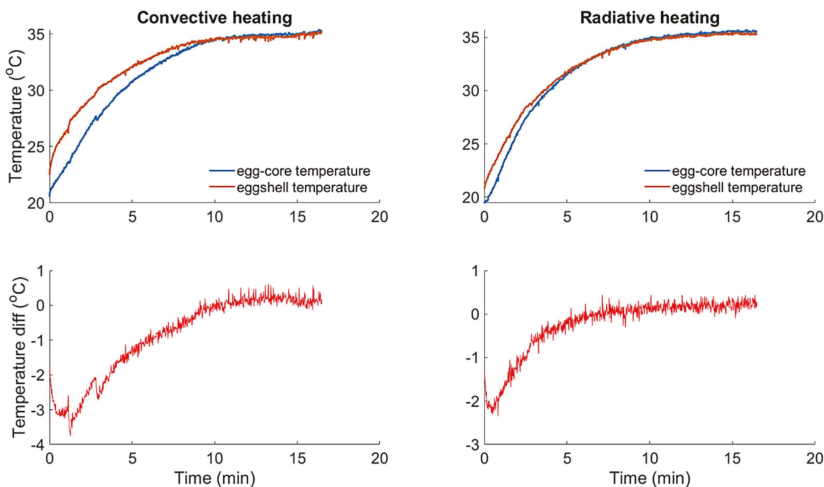 Convective heating
35
30
25
20
Temperature (°C)
egg-core temperature
eggshell temperature
0 5 10 15 20
Radiative heating
35
30
25
20
egg-core temperature
eggshell temperature
0 5 10 15 20
1
0
-1
-2
-3
-4
Temperature diff (°C)
0 5 10 15 20
Time (min)
1
0
-1
-2
-3
0 5 10 15 20
Time (min)